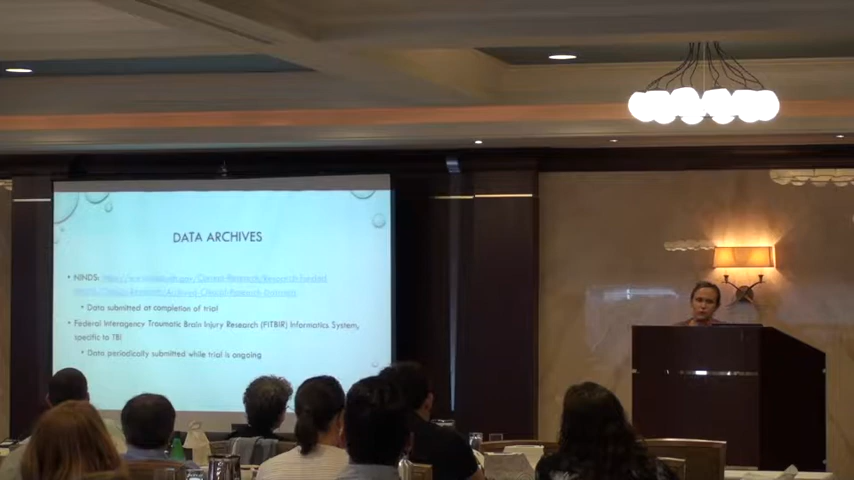 DATA ARCHIVES
• NINDS:
• Data submitted at completion of trial
• Federal Interagency Traumatic Brain Injury Research (FITBIR) Informatics System,
specific to TBI
• Data periodically submitted while trial is ongoing